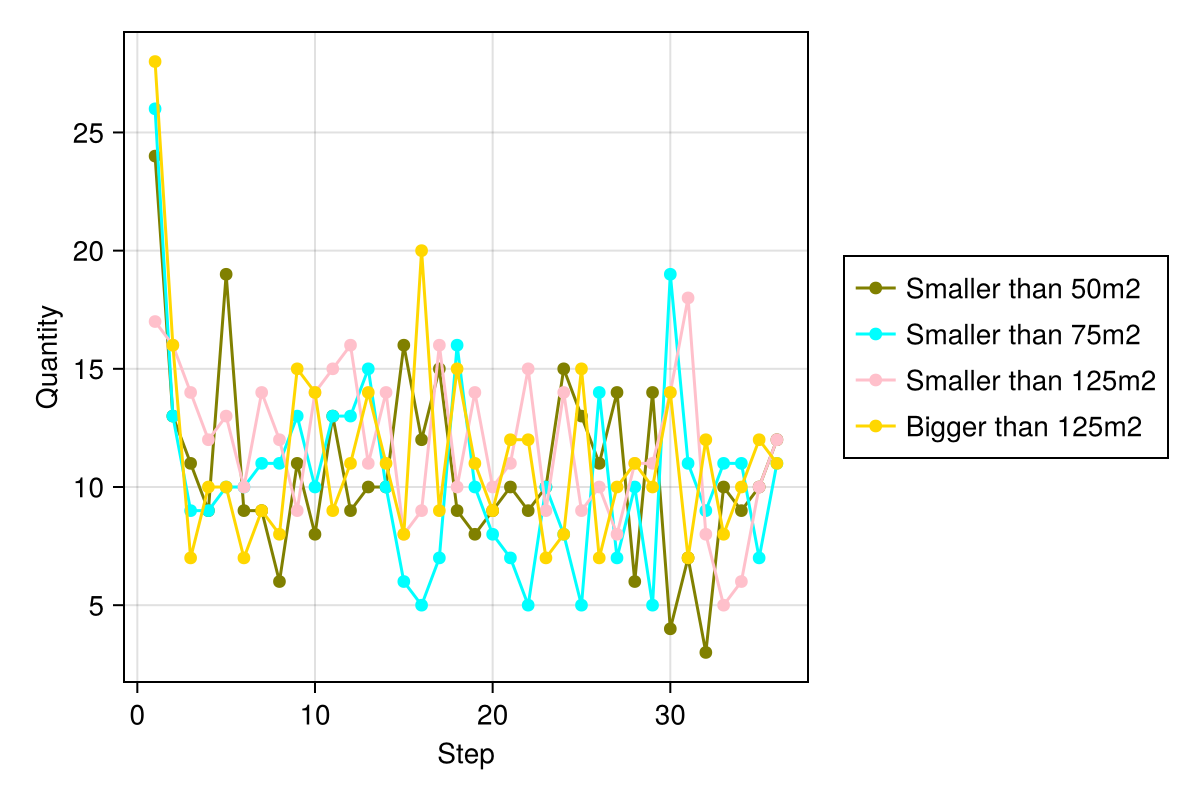 25
20
15
10
5
Quantity
0 10 20 30
Step
Smaller than 50m2
Smaller than 75m2
Smaller than 125m2
Bigger than 125m2